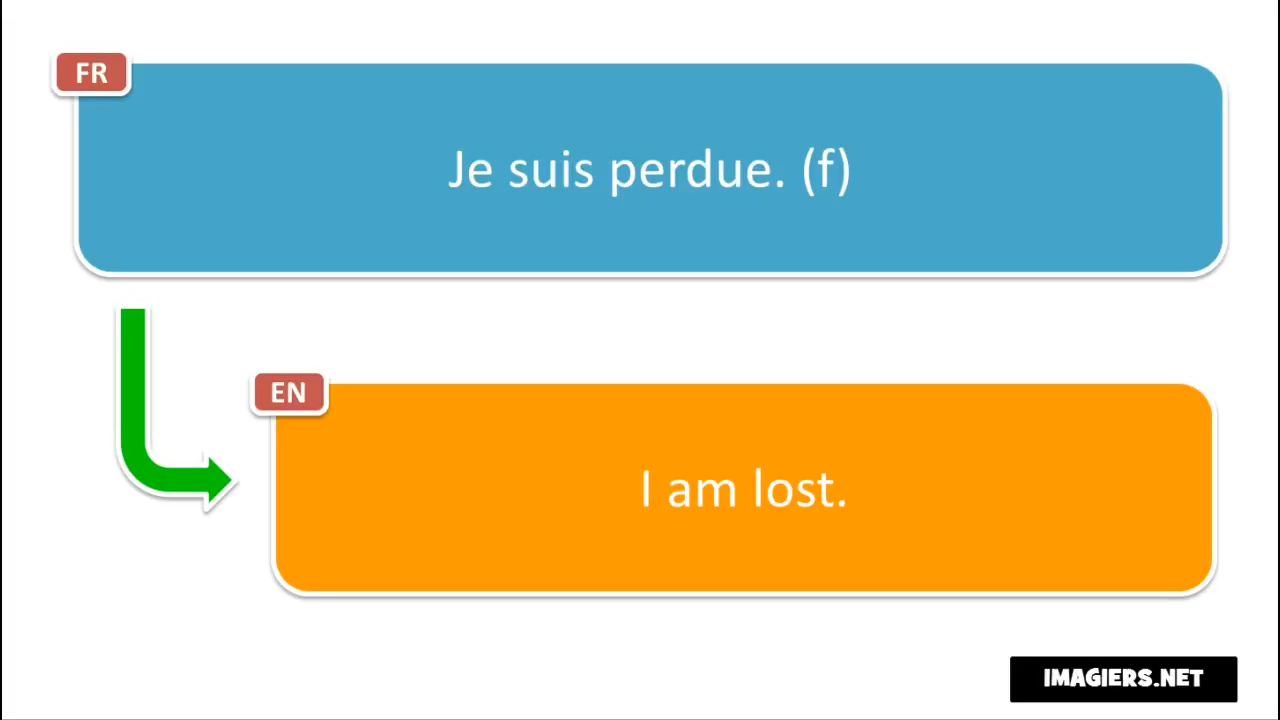 FR
Je suis perdue. (f)
EN
I am lost.
IMAGIERS.NET